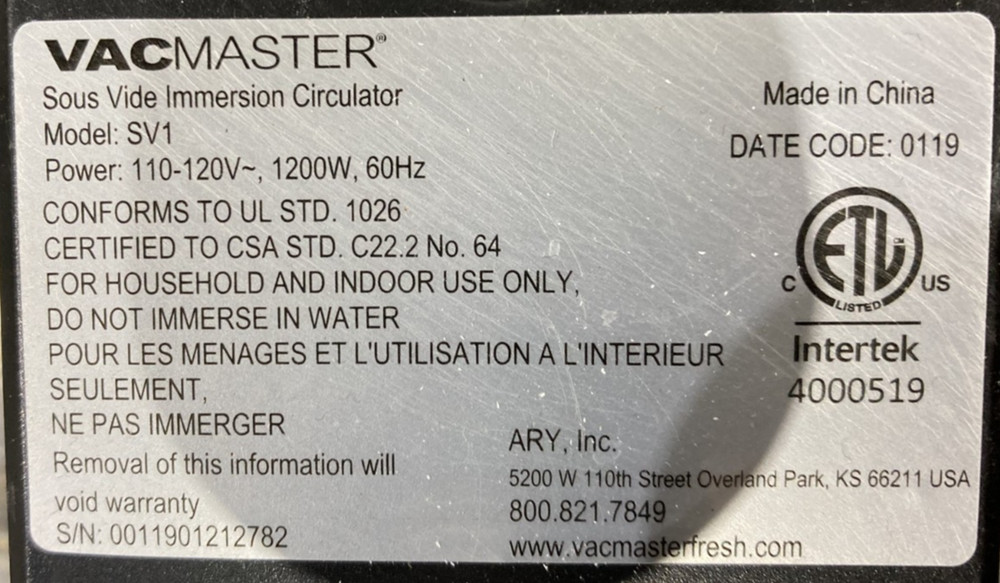 VACMASTER®
Sous Vide Immersion Circulator
Model: SV1
Power: 110-120V~, 1200W, 60Hz
CONFORMS TO UL STD. 1026
CERTIFIED TO CSA STD. C22.2 No. 64
FOR HOUSEHOLD AND INDOOR USE ONLY,
DO NOT IMMERSE IN WATER
POUR LES MENAGES ET L'UTILISATION A L'INTERIEUR
SEULEMENT,
NE PAS IMMERGER
Removal of this information will
void warranty
S/N: 0011901212782
Made in China
DATE CODE: 0119
ETL
C US
LISTED
Intertek
4000519
ARY, Inc.
5200 W 110th Street Overland Park, KS 66211 USA
800.821.7849
www.vacmasterfresh.com